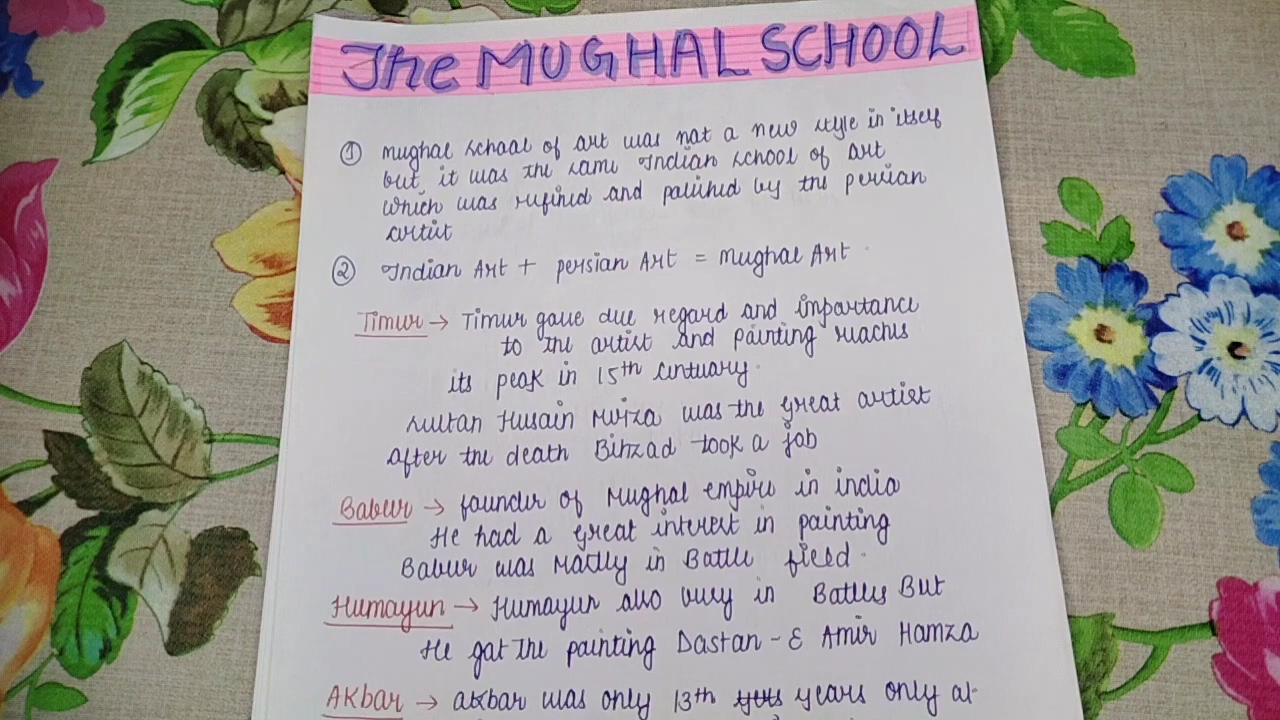 The MUGHAL SCHOOL
① mughal school of art was not a new style in itself
but it was the same Indian school of art
which was refined and polished by the persian
artist
② Indian Art + persian Art = mughal Art
Timur → Timur gave due regard and importance
to the artist and painting reaches
its peak in 15th centuary.
sultan Husain Mirza was the great artist
after the death Bihzad took a job
Babur → founder of Mughal empire in india
He had a great interest in painting
Babur was Mostly in Battle field.
Humayun → Humayun also busy in Battles But
He got the painting Dastan - E Amir Hamza
AKbar → akbar was only 13th years only at